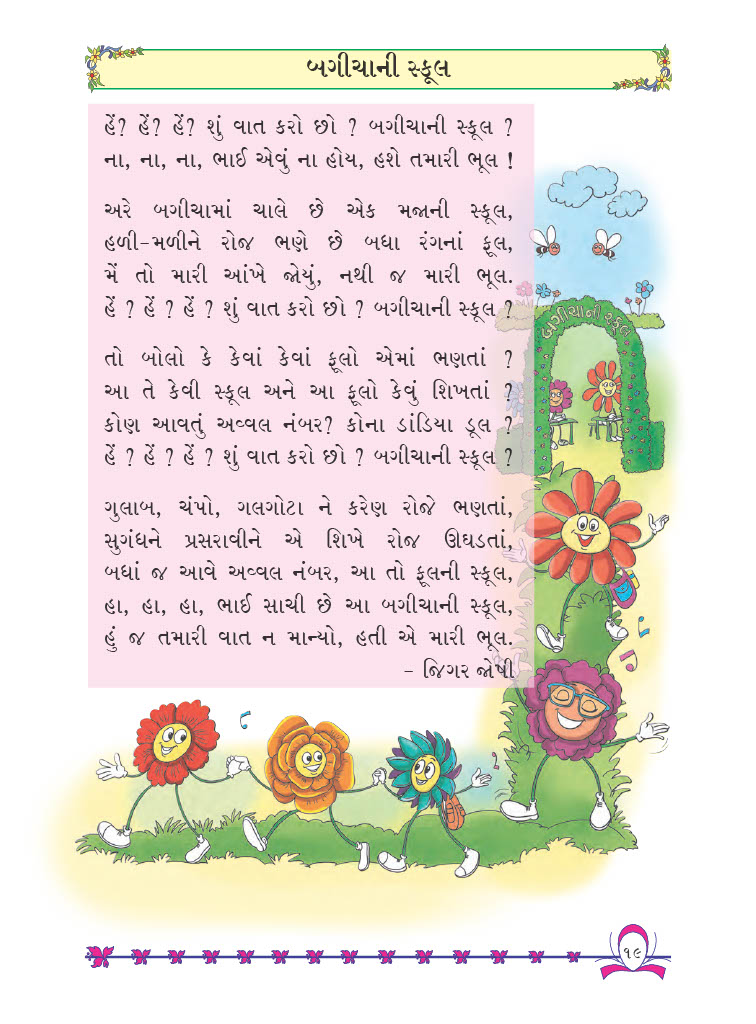 બગીચાની સ્કૂલ
હેં? હેં? હેં? શું વાત કરો છો ? બગીચાની સ્કૂલ ?
ના, ના, ના, ભાઈ એવું ના હોય, હશે તમારી ભૂલ !
અરે બગીચામાં ચાલે છે એક મજાની સ્કૂલ,
હળી-મળીને રોજ ભણે છે બધા રંગનાં ફૂલ,
મેં તો મારી આંખે જોયું, નથી જ મારી ભૂલ.
હેં ? હેં ? હેં ? શું વાત કરો છો ? બગીચાની સ્કૂલ ?
તો બોલો કે કેવાં કેવાં ફૂલો એમાં ભણતાં ?
આ તે કેવી સ્કૂલ અને આ ફૂલો કેવું શિખતાં ?
કોણ આવતું અવ્વલ નંબર? કોના ડાંડિયા ડૂલ ?
હેં ? હેં ? હેં ? શું વાત કરો છો ? બગીચાની સ્કૂલ ?
ગુલાબ, ચંપો, ગલગોટા ને કરેણ રોજે ભણતાં,
સુગંધને પ્રસરાવીને એ શિખે રોજ ઊઘડતાં,
બધાં જ આવે અવ્વલ નંબર, આ તો ફૂલની સ્કૂલ,
હા, હા, હા, ભાઈ સાચી છે આ બગીચાની સ્કૂલ,
હું જ તમારી વાત ન માન્યો, હતી એ મારી ભૂલ.
- જિગર જોષી
બગીચાની સ્કૂલ
૧૯